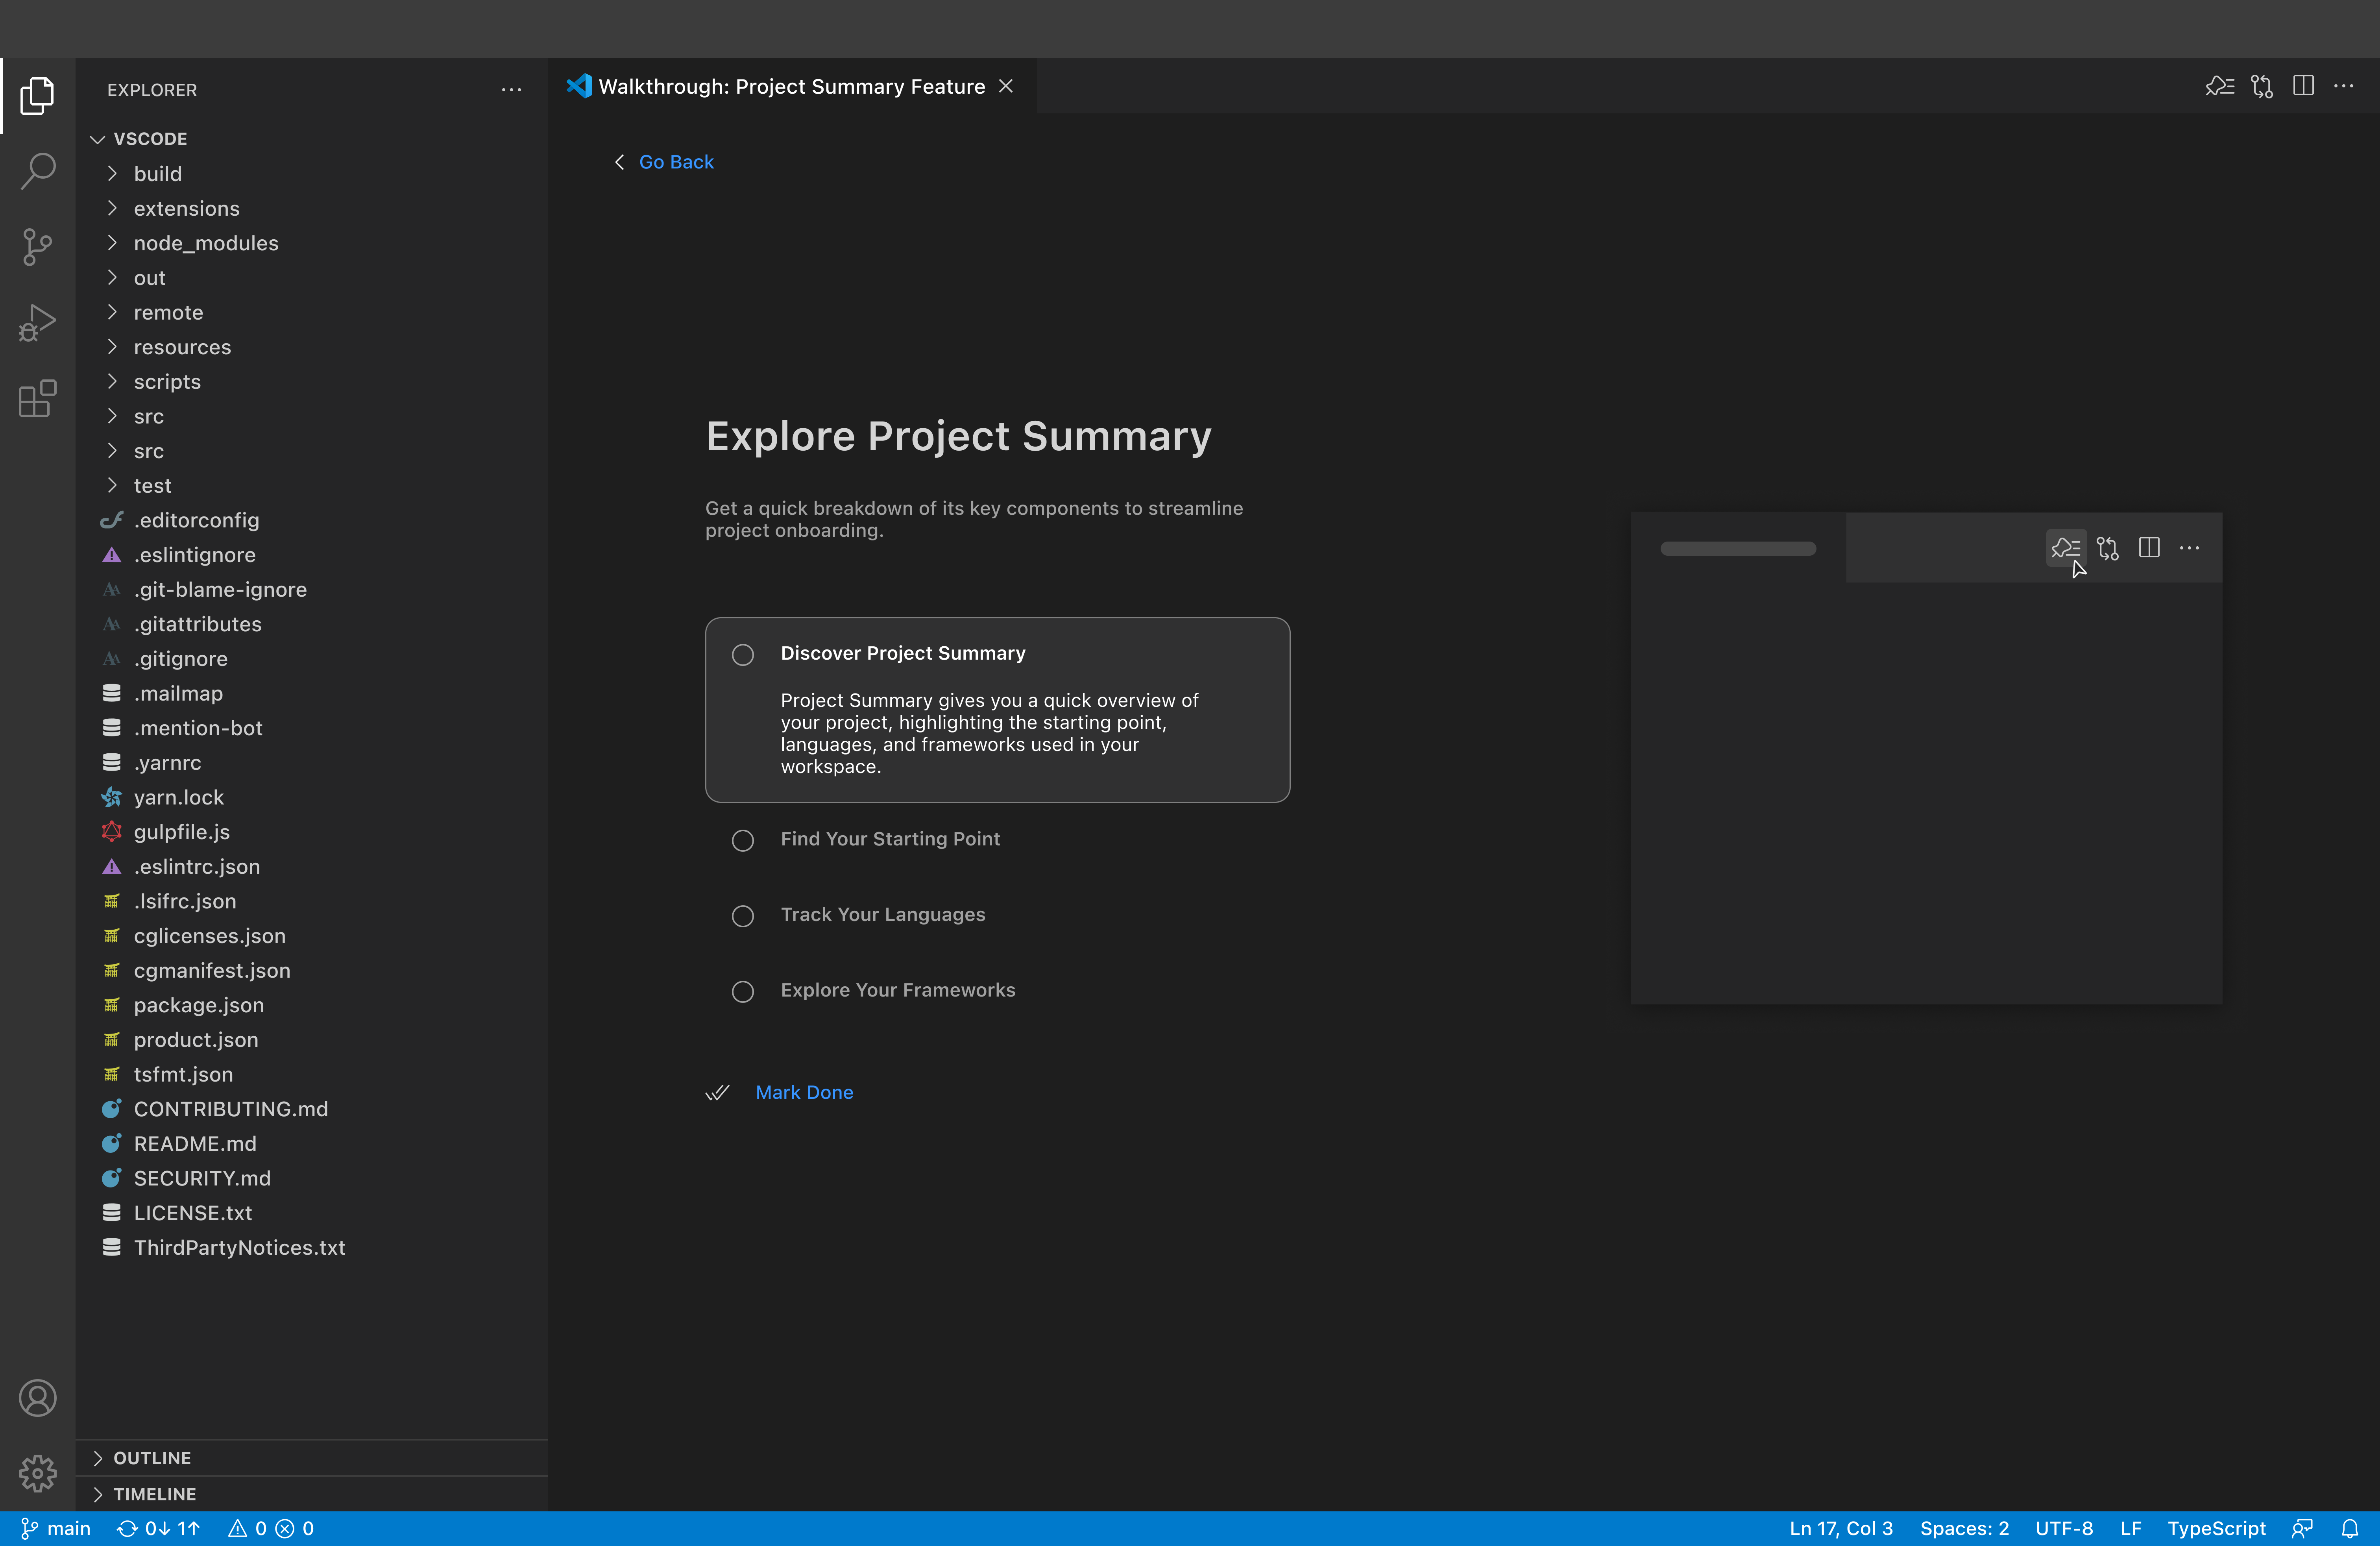 EXPLORER
VSCODE
build
extensions
node_modules
out
remote
resources
scripts
src
src
test
.editorconfig
.eslintignore
.git-blame-ignore
.gitattributes
.gitignore
.mailmap
.mention-bot
.yarnrc
yarn.lock
gulpfile.js
.eslintrc.json
.lsifrc.json
cglicenses.json
cgmanifest.json
package.json
product.json
tsfmt.json
CONTRIBUTING.md
README.md
SECURITY.md
LICENSE.txt
ThirdPartyNotices.txt
OUTLINE
TIMELINE
Walkthrough: Project Summary Feature
Go Back
Explore Project Summary
Get a quick breakdown of its key components to streamline
project onboarding.
Discover Project Summary
Project Summary gives you a quick overview of
your project, highlighting the starting point,
languages, and frameworks used in your
workspace.
Find Your Starting Point
Track Your Languages
Explore Your Frameworks
Mark Done
main 0↓ 1↑ 0 0 Ln 17, Col 3 Spaces: 2 UTF-8 LF TypeScript